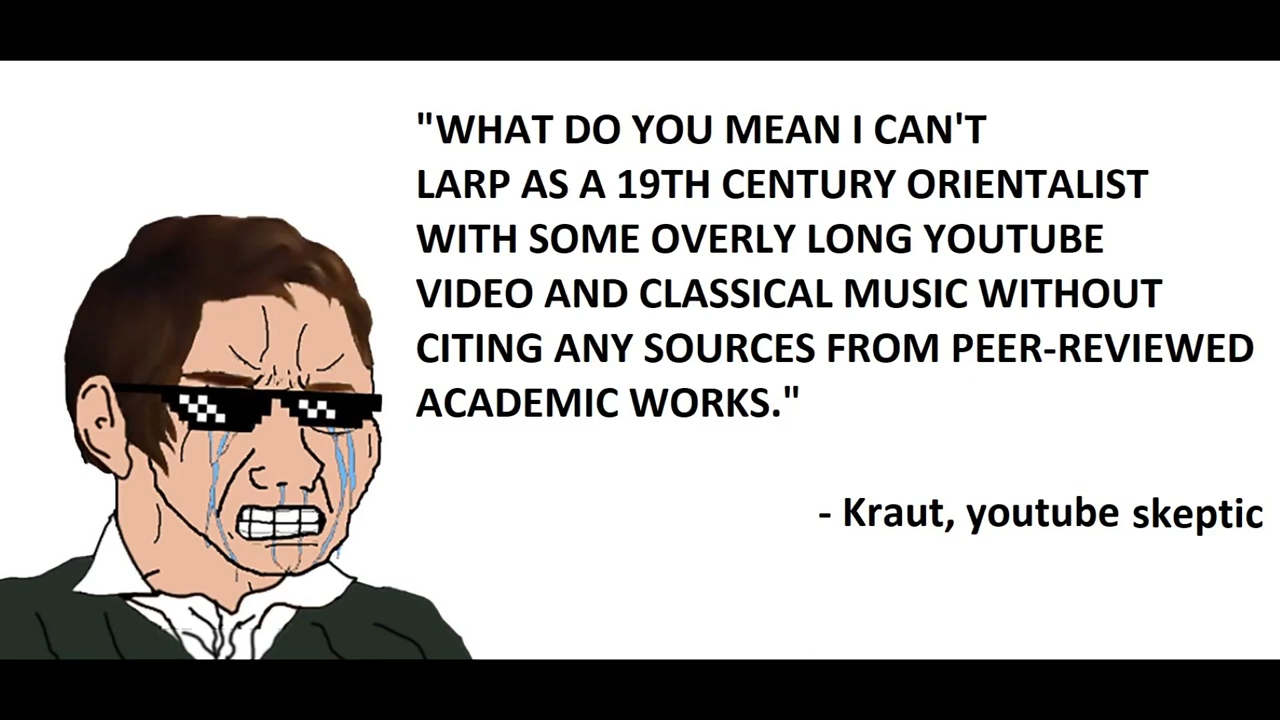 "WHAT DO YOU MEAN I CAN'T
LARP AS A 19TH CENTURY ORIENTALIST
WITH SOME OVERLY LONG YOUTUBE
VIDEO AND CLASSICAL MUSIC WITHOUT
CITING ANY SOURCES FROM PEER-REVIEWED
ACADEMIC WORKS."
- Kraut, youtube skeptic